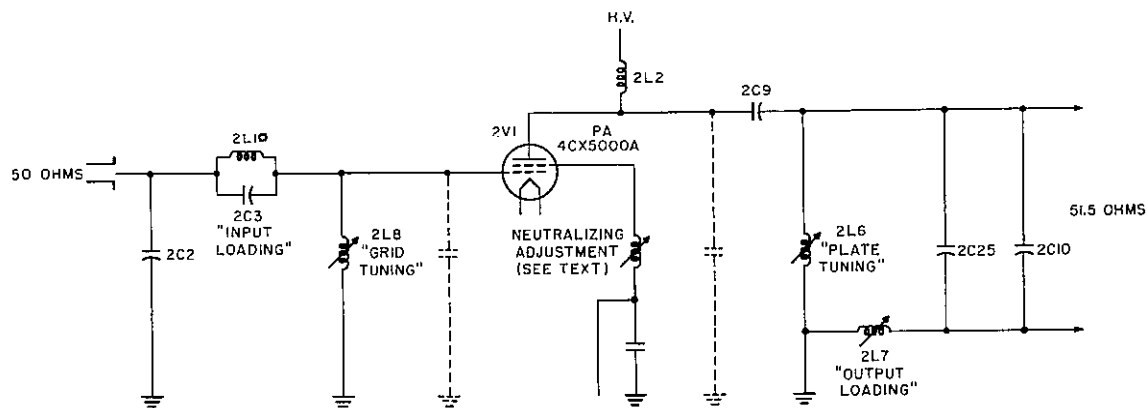 H.V.
2L2
2C9
2V1
PA
4CX5000A
2L10
50 OHMS
2C3
"INPUT
LOADING"
2C2
2L8
"GRID
TUNING"
NEUTRALIZING
ADJUSTMENT
(SEE TEXT)
2L6
"PLATE
TUNING"
2C25
2C10
51.5 OHMS
2L7
"OUTPUT
LOADING"